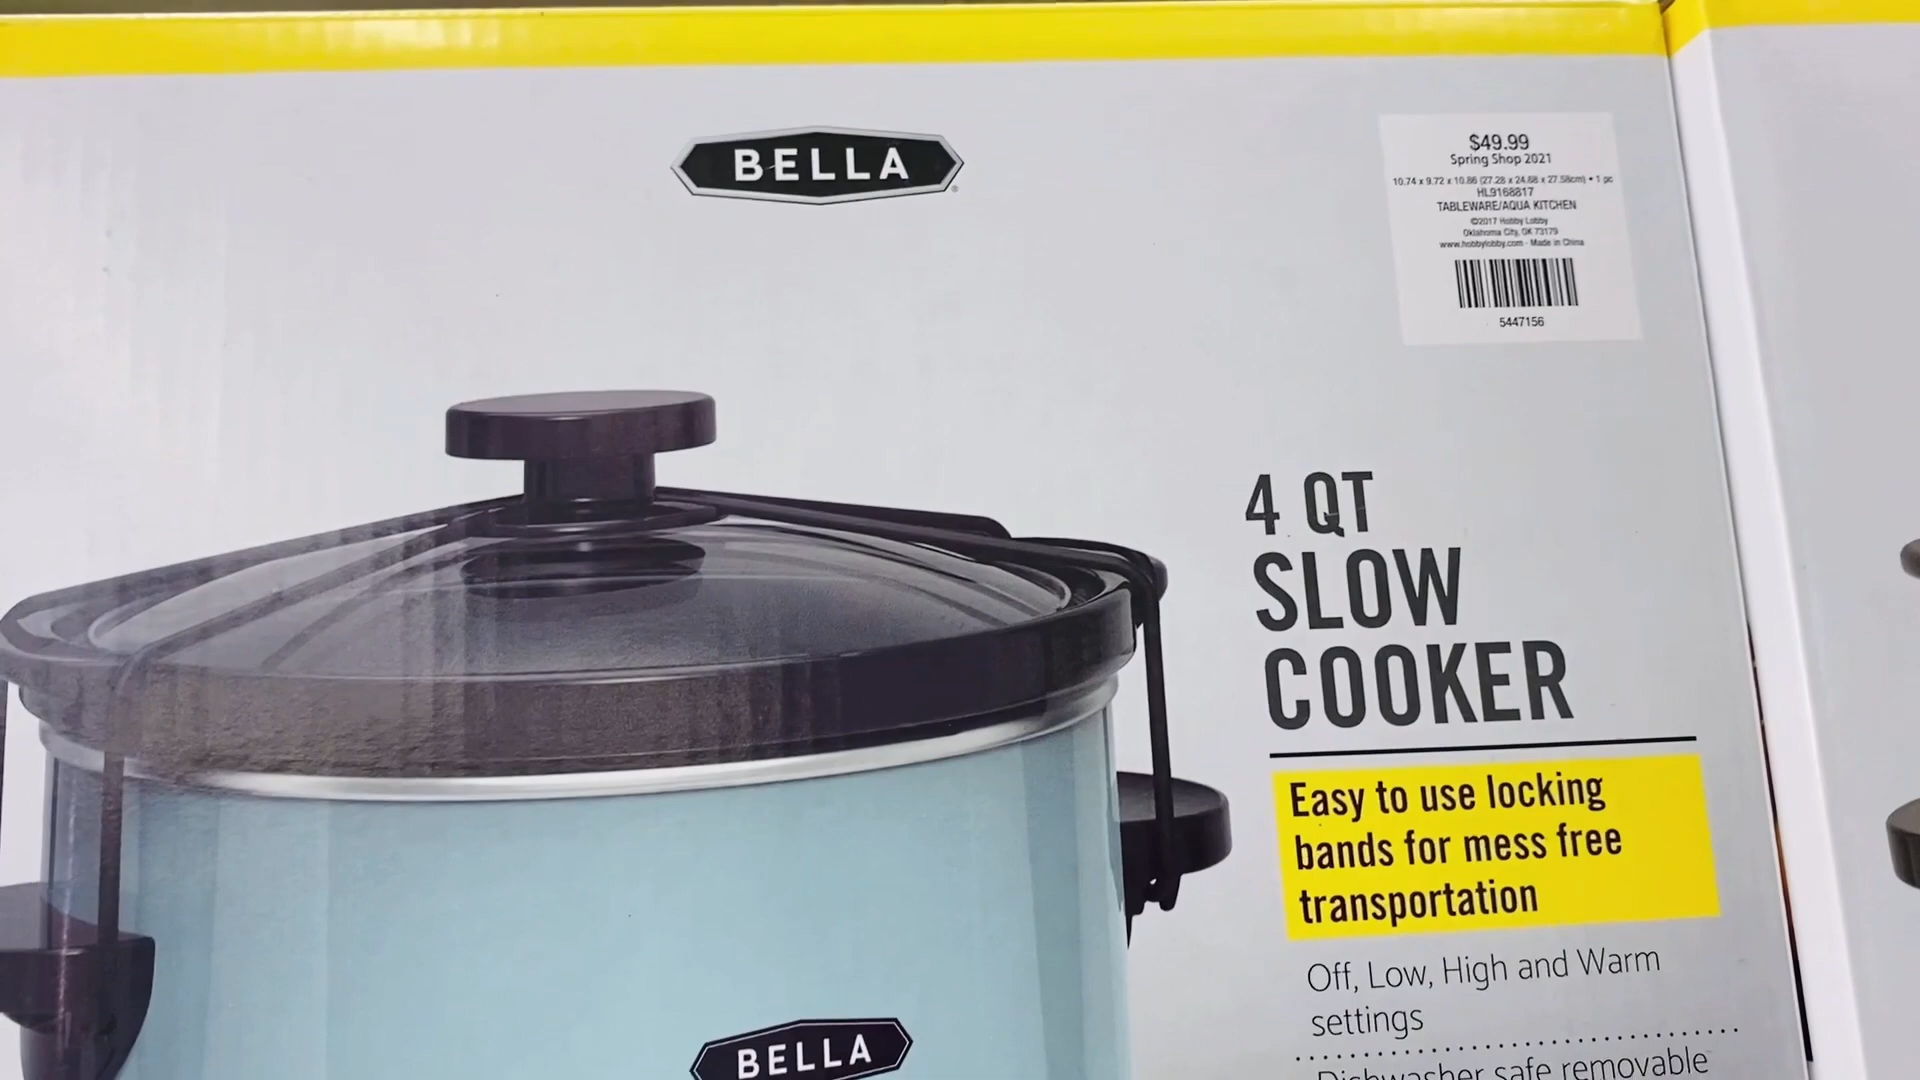 BELLA
$49.99
Spring Shop 2021
10.74 x 9.72 x 10.86 (27.28 x 24.68 x 27.58cm) • 1 pc
HL9168817
TABLEWARE/AQUA KITCHEN
©2017 Hobby Lobby
Oklahoma City, OK 73179
www.hobbylobby.com - Made in China
5447156
4 QT
SLOW
COOKER
Easy to use locking
bands for mess free
transportation
Off, Low, High and Warm
settings
Dishwasher safe removable
BELLA